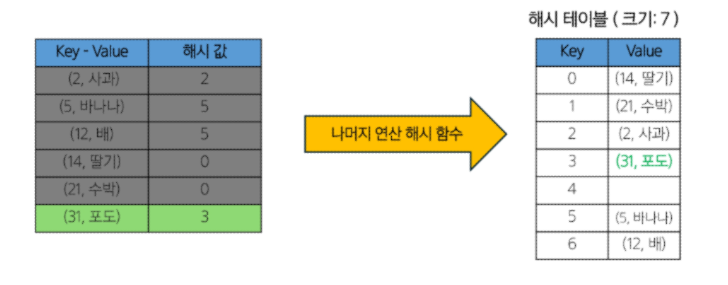 해시 테이블 ( 크기: 7 )
Key - Value 해시 값
(2, 사과) 2
(5, 바나나) 5
(12, 배) 5
(14, 딸기) 0
(21, 수박) 0
(31, 포도) 3
나머지 연산 해시 함수
Key Value
0 (14, 딸기)
1 (21, 수박)
2 (2, 사과)
3 (31, 포도)
4
5 (5, 바나나)
6 (12, 배)